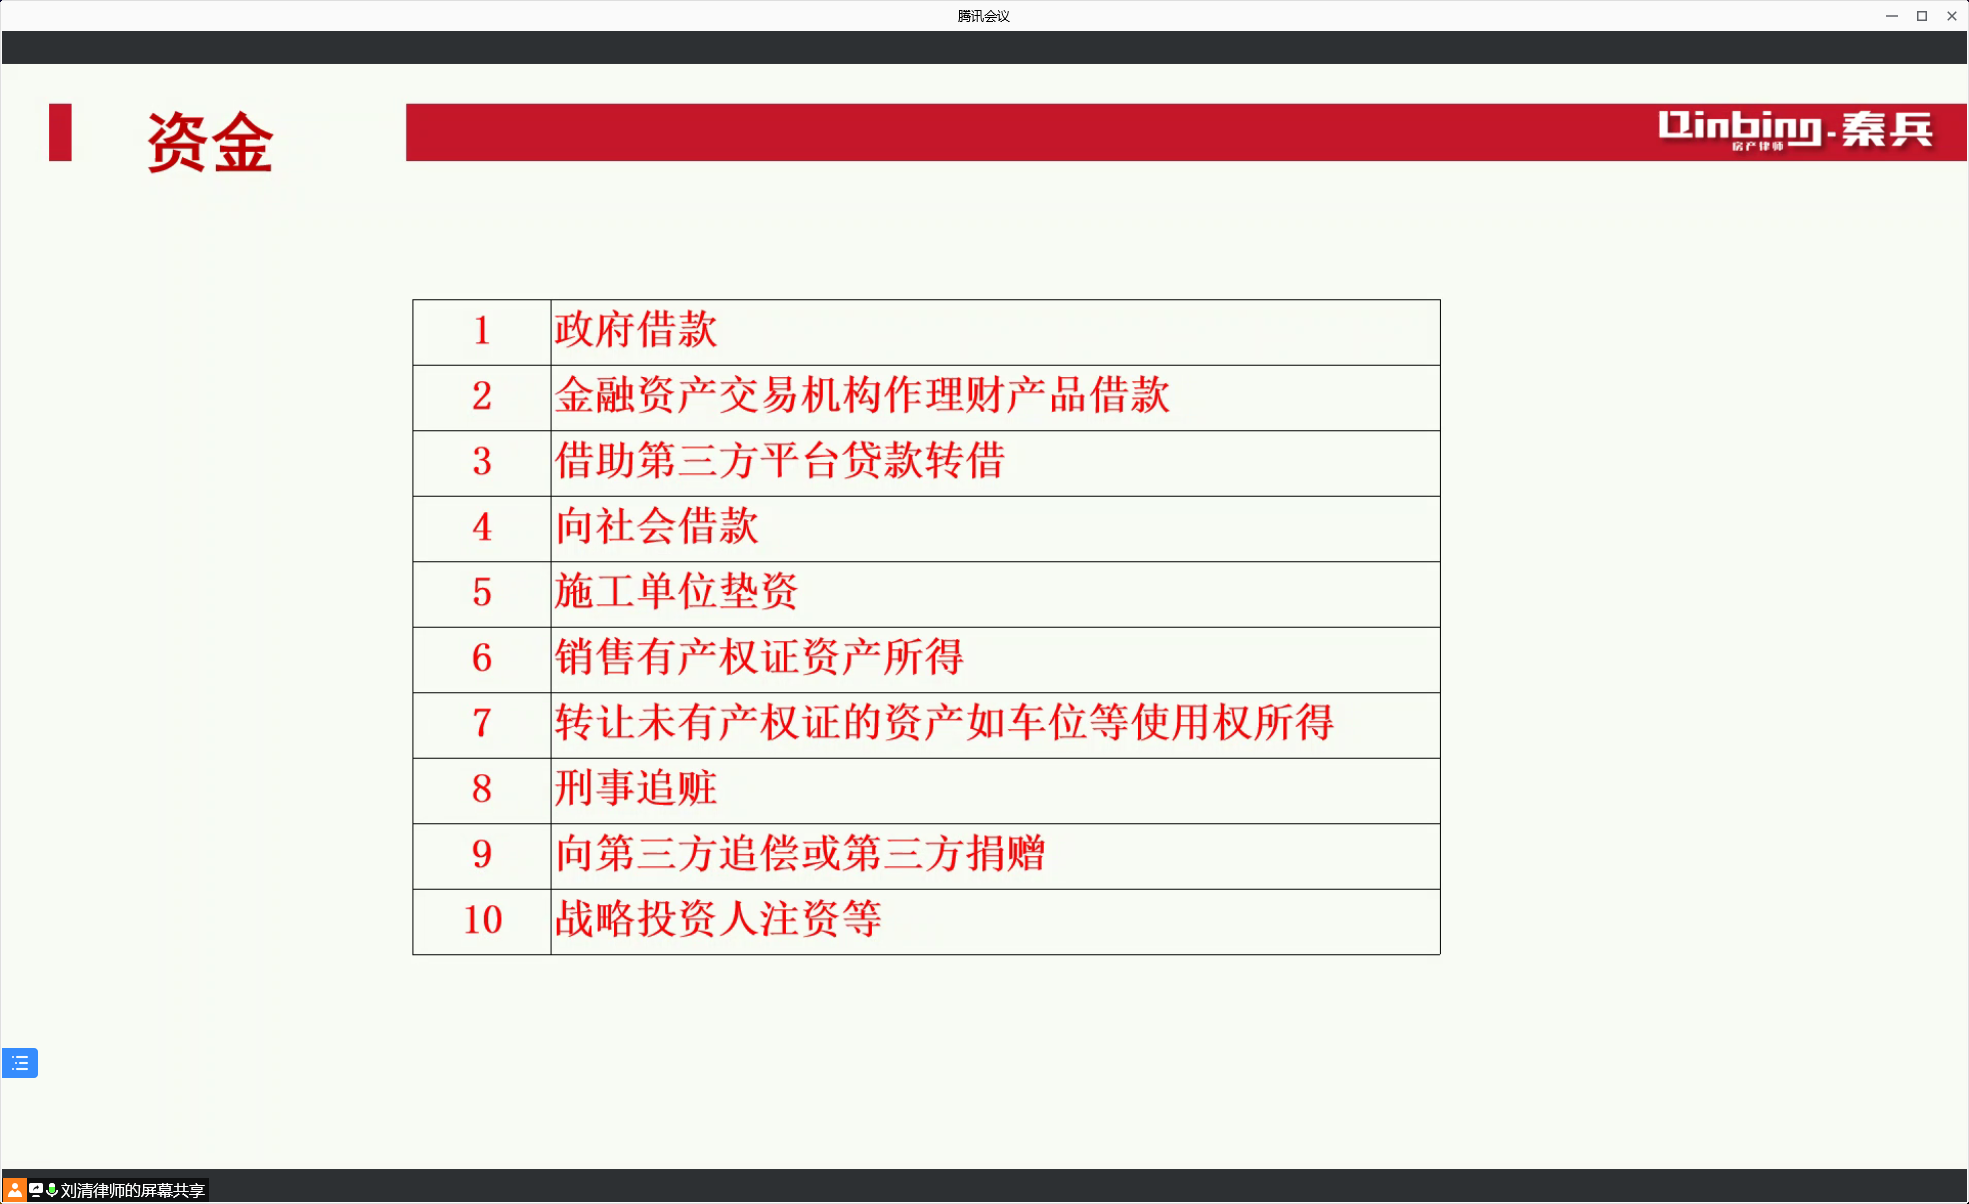 腾讯会议
资金
Qinbing-秦兵
房产律师
1 政府借款
2 金融资产交易机构作理财产品借款
3 借助第三方平台贷款转借
4 向社会借款
5 施工单位垫资
6 销售有产权证资产所得
7 转让未有产权证的资产如车位等使用权所得
8 刑事追赃
9 向第三方追偿或第三方捐赠
10 战略投资人注资等
刘清律师的屏幕共享